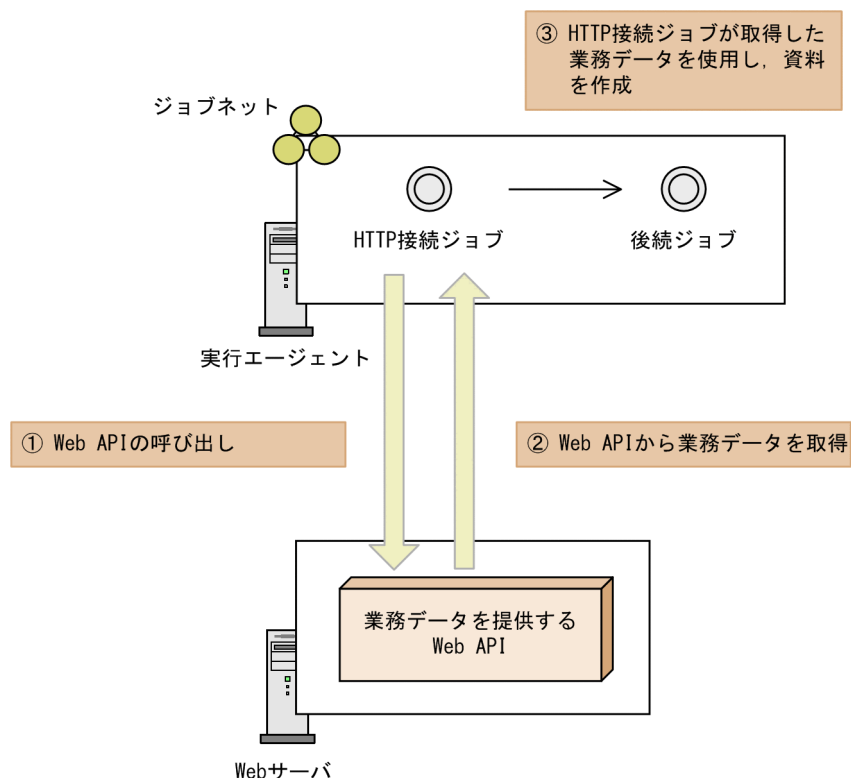 ③ HTTP接続ジョブが取得した
業務データを使用し，資料
を作成
ジョブネット
HTTP接続ジョブ
後続ジョブ
実行エージェント
① Web APIの呼び出し
② Web APIから業務データを取得
業務データを提供する
Web API
Webサーバ